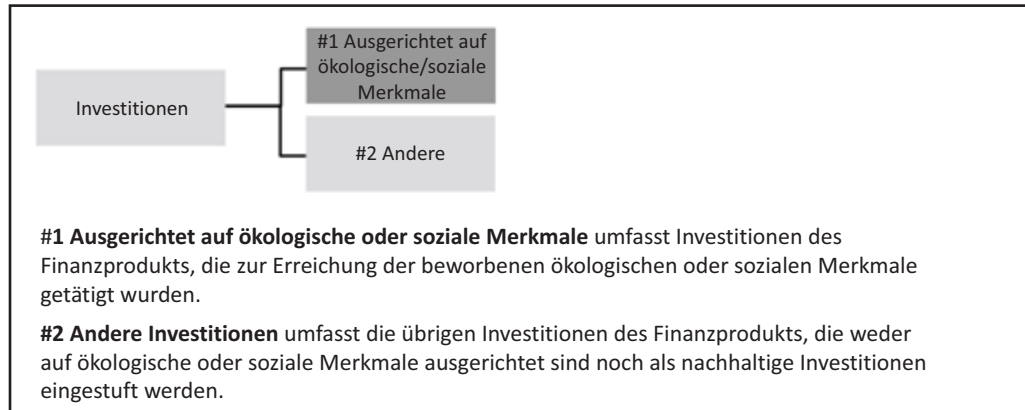 #1 Ausgerichtet auf
ökologische/soziale
Merkmale
Investitionen
#2 Andere
#1 Ausgerichtet auf ökologische oder soziale Merkmale umfasst Investitionen des
Finanzprodukts, die zur Erreichung der beworbenen ökologischen oder sozialen Merkmale
getätigt wurden.
#2 Andere Investitionen umfasst die übrigen Investitionen des Finanzprodukts, die weder
auf ökologische oder soziale Merkmale ausgerichtet sind noch als nachhaltige Investitionen
eingestuft werden.